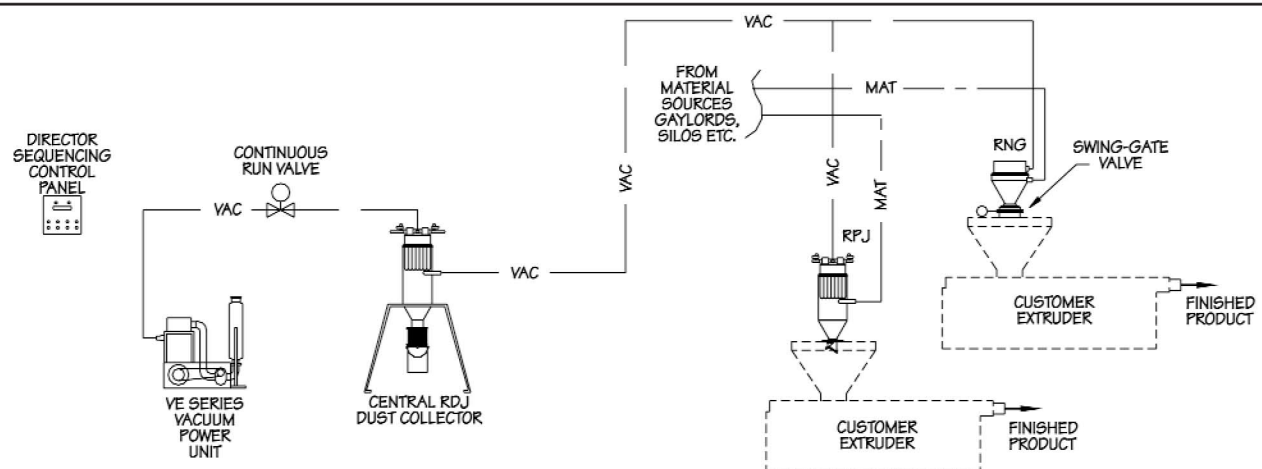 VAC
FROM
MATERIAL
SOURCES
GAYLORDS,
SILOS ETC.
MAT
DIRECTOR
SEQUENCING
CONTROL
PANEL
CONTINUOUS
RUN VALVE
RNG
SWING-GATE
VALVE
VAC
VAC
MAT
VAC
RPJ
VAC
CUSTOMER
EXTRUDER
FINISHED
PRODUCT
VE SERIES
VACUUM
POWER
UNIT
CENTRAL RDJ
DUST COLLECTOR
CUSTOMER
EXTRUDER
FINISHED
PRODUCT